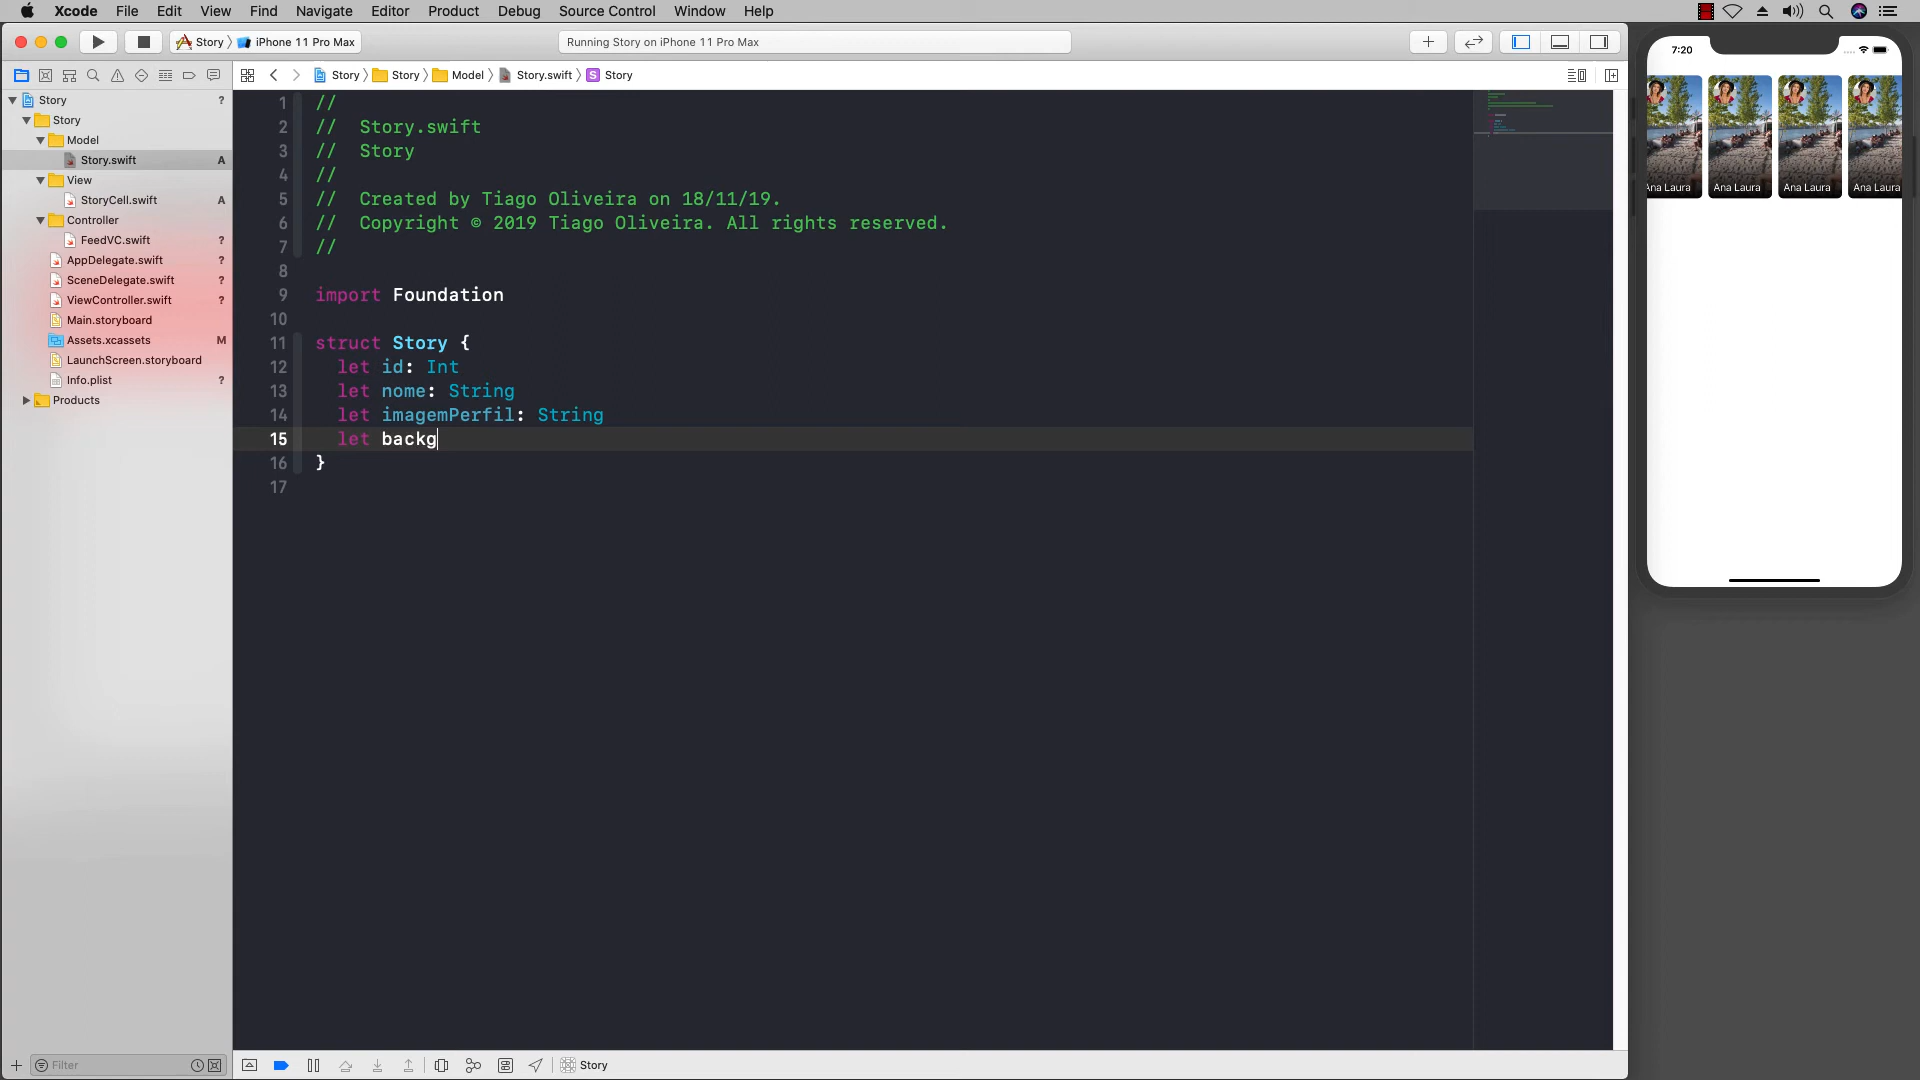 Xcode File Edit View Find Navigate Editor Product Debug Source Control Window Help
Story iPhone 11 Pro Max
Running Story on iPhone 11 Pro Max
Story Story Model Story.swift S Story
Story ?
Story
Model
Story.swift A
View
StoryCell.swift A
Controller
FeedVC.swift ?
AppDelegate.swift ?
SceneDelegate.swift ?
ViewController.swift ?
Main.storyboard
Assets.xcassets M
LaunchScreen.storyboard
Info.plist ?
Products
1 //
2 // Story.swift
3 // Story
4 //
5 // Created by Tiago Oliveira on 18/11/19.
6 // Copyright © 2019 Tiago Oliveira. All rights reserved.
7 //
8
9 import Foundation
10
11 struct Story {
12 let id: Int
13 let nome: String
14 let imagemPerfil: String
15 let backg
16 }
17
7:20
Ana Laura Ana Laura Ana Laura Ana Laura
Filter
Story